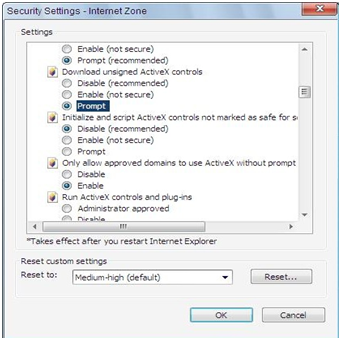 Security Settings - Internet Zone
Settings
Enable (not secure)
Prompt (recommended)
Download unsigned ActiveX controls
Disable (recommended)
Enable (not secure)
Prompt
Initialize and script ActiveX controls not marked as safe for s
Disable (recommended)
Enable (not secure)
Prompt
Only allow approved domains to use ActiveX without prompt
Disable
Enable
Run ActiveX controls and plug-ins
Administrator approved
Disable
*Takes effect after you restart Internet Explorer
Reset custom settings
Reset to:
Medium-high (default)
Reset...
OK
Cancel